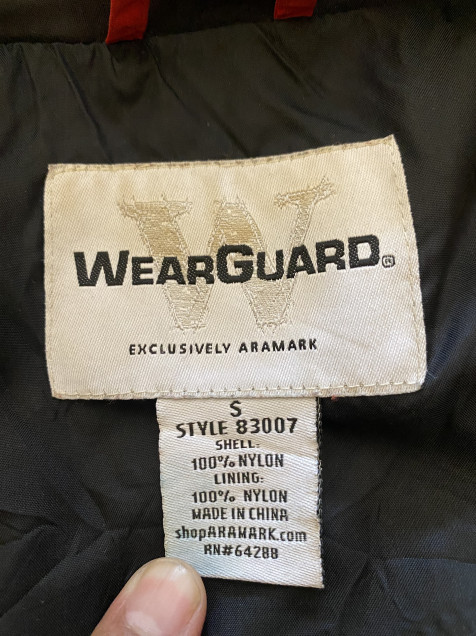 WEARGUARD®
EXCLUSIVELY ARAMARK
S
STYLE 83007
SHELL:
100% NYLON
LINING:
100% NYLON
MADE IN CHINA
shopARAMARK.com
RN#64288